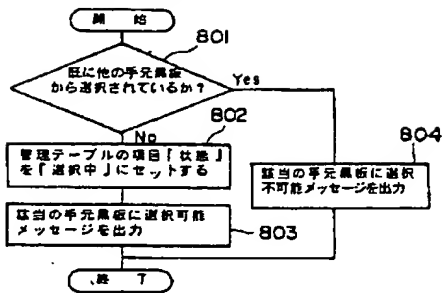 開 始
801
既に他の手元黒板
から選択されているか？
Yes
No
802
管理テーブルの項目『状態』
を『選択中』にセットする
804
該当の手元黒板に選択
不可能メッセージを出力
該当の手元黒板に選択可能
メッセージを出力
803
終 了